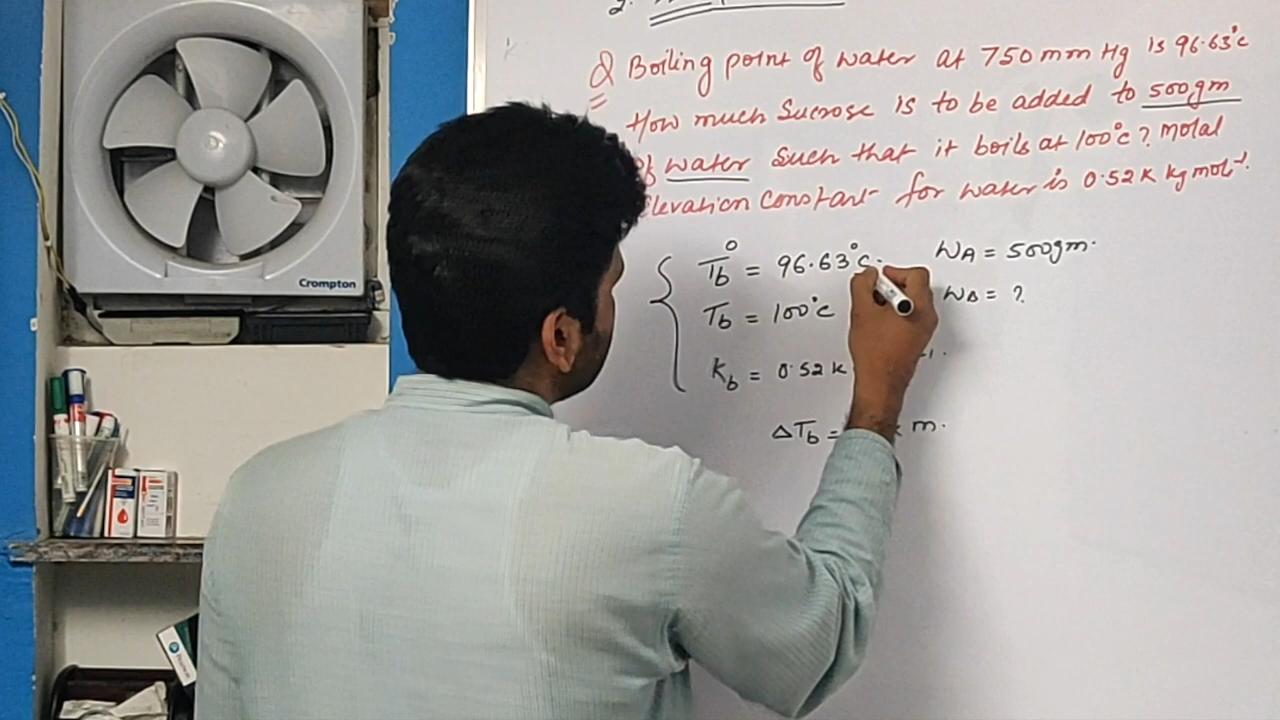 2.
Q Boiling point of water at 750 mm Hg is 96.63°c
How much Sucrose is to be added to 500gm
of water such that it boils at 100°c? Molal
elevation constant for water is 0.52 K kg mol⁻¹.
T°b = 96.63°c. WA = 500gm.
Tb = 100°c WB = ?
Kb = 0.52 K -1.
ΔTb = m.
Crompton